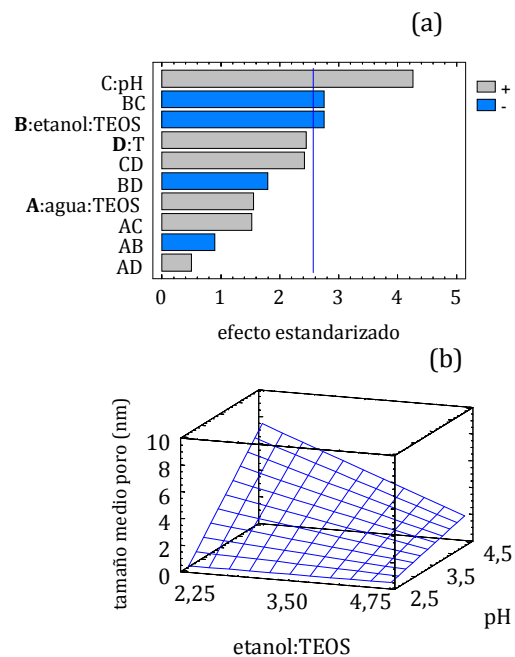 (a)
C:pH
BC
B:etanol:TEOS
D:T
CD
BD
A:agua:TEOS
AC
AB
AD
+
-
0 1 2 3 4 5
efecto estandarizado
(b)
tamaño medio poro (nm)
10
8
6
4
2
0
2,25 3,50 4,75
2,5 3,5 4,5
pH
etanol:TEOS